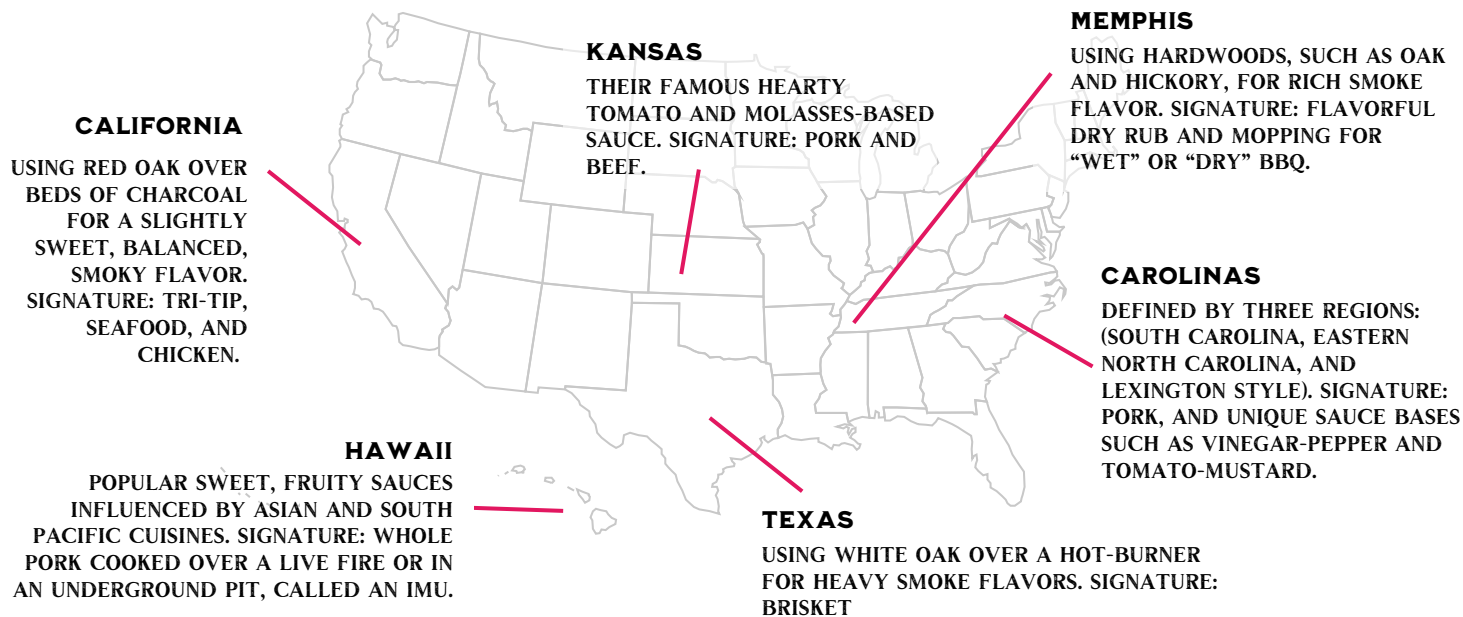 MEMPHIS
USING HARDWOODS, SUCH AS OAK
AND HICKORY, FOR RICH SMOKE
FLAVOR. SIGNATURE: FLAVORFUL
DRY RUB AND MOPPING FOR
“WET” OR “DRY” BBQ.
KANSAS
THEIR FAMOUS HEARTY
TOMATO AND MOLASSES-BASED
SAUCE. SIGNATURE: PORK AND
BEEF.
CALIFORNIA
USING RED OAK OVER
BEDS OF CHARCOAL
FOR A SLIGHTLY
SWEET, BALANCED,
SMOKY FLAVOR.
SIGNATURE: TRI-TIP,
SEAFOOD, AND
CHICKEN.
CAROLINAS
DEFINED BY THREE REGIONS:
(SOUTH CAROLINA, EASTERN
NORTH CAROLINA, AND
LEXINGTON STYLE). SIGNATURE:
PORK, AND UNIQUE SAUCE BASES
SUCH AS VINEGAR-PEPPER AND
TOMATO-MUSTARD.
HAWAII
POPULAR SWEET, FRUITY SAUCES
INFLUENCED BY ASIAN AND SOUTH
PACIFIC CUISINES. SIGNATURE: WHOLE
PORK COOKED OVER A LIVE FIRE OR IN
AN UNDERGROUND PIT, CALLED AN IMU.
TEXAS
USING WHITE OAK OVER A HOT-BURNER
FOR HEAVY SMOKE FLAVORS. SIGNATURE:
BRISKET